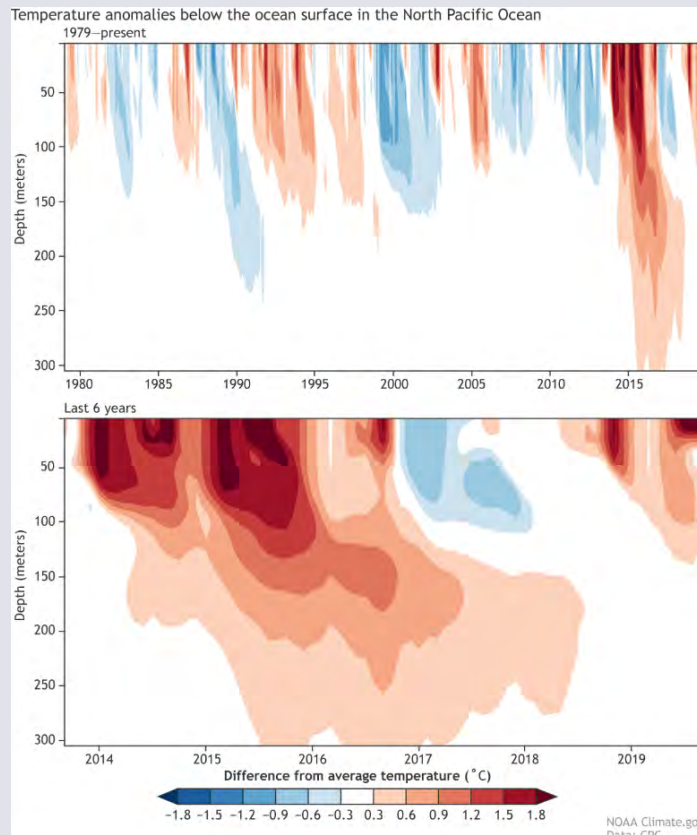 Temperature anomalies below the ocean surface in the North Pacific Ocean
1979—present
Depth (meters)
50
100
150
200
250
300
1980 1985 1990 1995 2000 2005 2010 2015
Last 6 years
Depth (meters)
50
100
150
200
250
300
2014 2015 2016 2017 2018 2019
Difference from average temperature (˚C)
-1.8 -1.5 -1.2 -0.9 -0.6 -0.3 0.3 0.6 0.9 1.2 1.5 1.8
NOAA Climate.go
Data: CPC